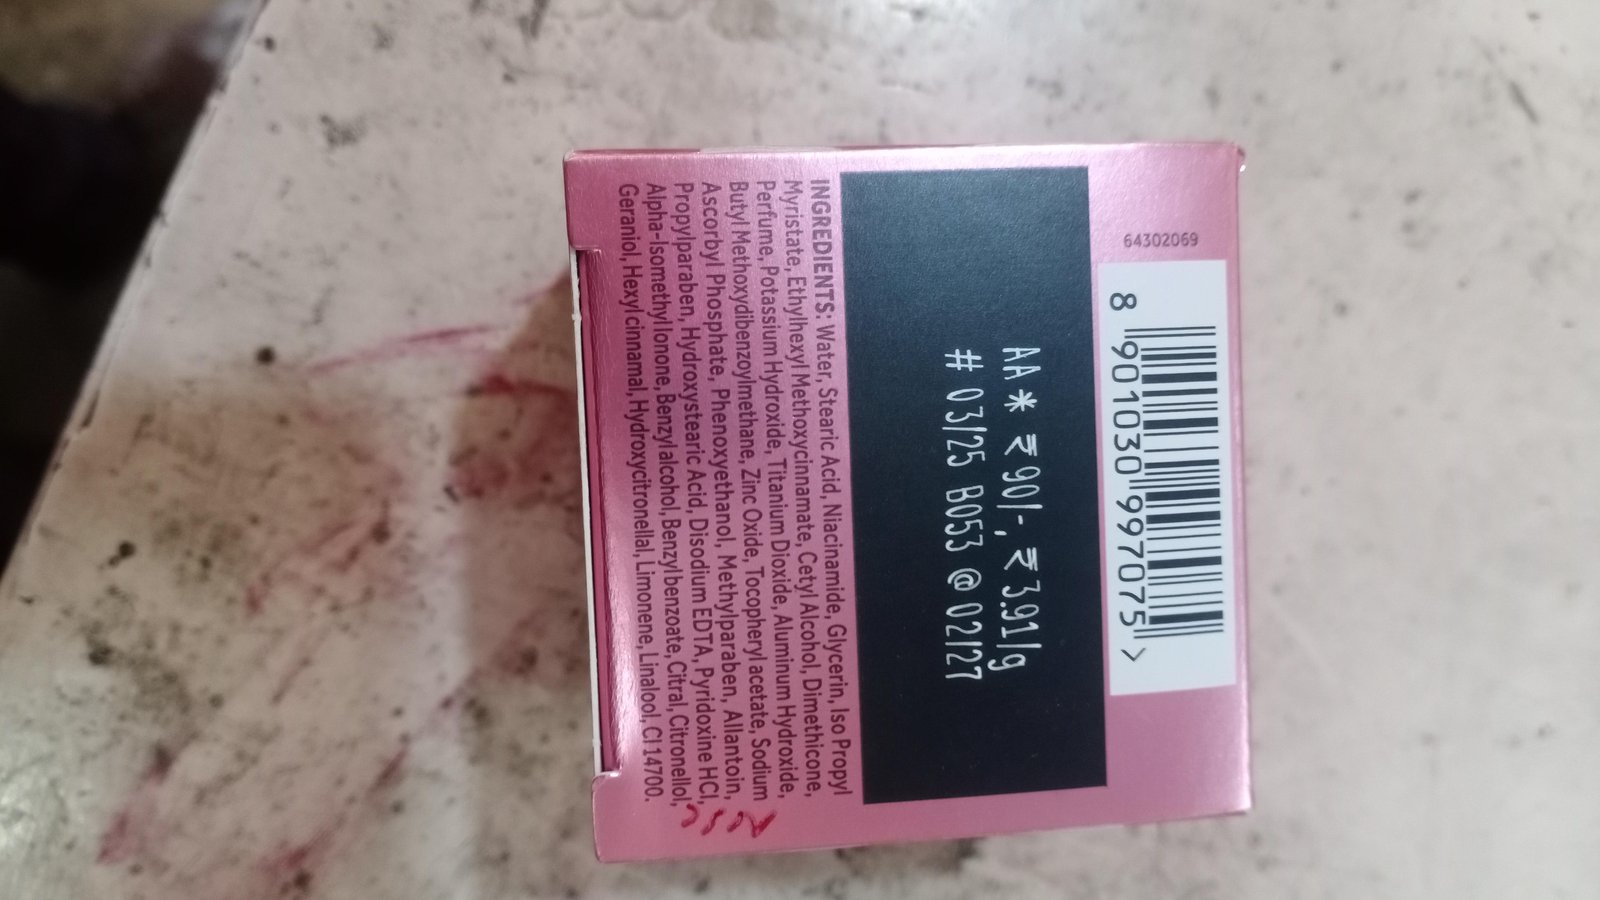 64302069
8 901030 997075 >
AA * ₹90/-, ₹3.91/g
# 03/25 B053 @ 02/27
INGREDIENTS: Water, Stearic Acid, Niacinamide, Glycerin, Iso Propyl
Myristate, Ethylhexyl Methoxycinnamate, Cetyl Alcohol, Dimethicone,
Perfume, Potassium Hydroxide, Titanium Dioxide, Aluminum Hydroxide,
Butyl Methoxydibenzoylmethane, Zinc Oxide, Tocopheryl acetate, Sodium
Ascorbyl Phosphate, Phenoxyethanol, Methylparaben, Allantoin,
Propylparaben, Hydroxystearic Acid, Disodium EDTA, Pyridoxine HCl,
Alpha-Isomethyl Ionone, Benzyl alcohol, Benzyl benzoate, Citral, Citronellol,
Geraniol, Hexyl cinnamal, Hydroxycitronellal, Limonene, Linalool, CI 14700.